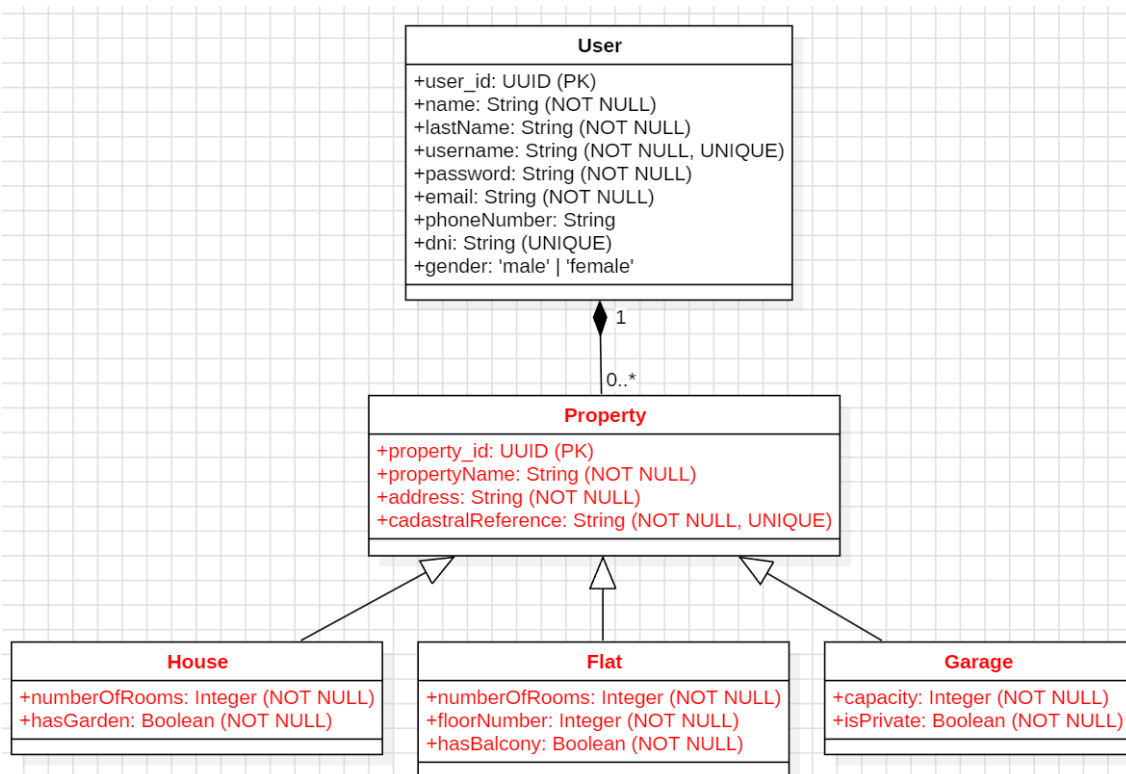 User
+user_id: UUID (PK)
+name: String (NOT NULL)
+lastName: String (NOT NULL)
+username: String (NOT NULL, UNIQUE)
+password: String (NOT NULL)
+email: String (NOT NULL)
+phoneNumber: String
+dni: String (UNIQUE)
+gender: 'male' | 'female'
1
0..*
Property
+property_id: UUID (PK)
+propertyName: String (NOT NULL)
+address: String (NOT NULL)
+cadastralReference: String (NOT NULL, UNIQUE)
House
+numberOfRooms: Integer (NOT NULL)
+hasGarden: Boolean (NOT NULL)
Flat
+numberOfRooms: Integer (NOT NULL)
+floorNumber: Integer (NOT NULL)
+hasBalcony: Boolean (NOT NULL)
Garage
+capacity: Integer (NOT NULL)
+isPrivate: Boolean (NOT NULL)